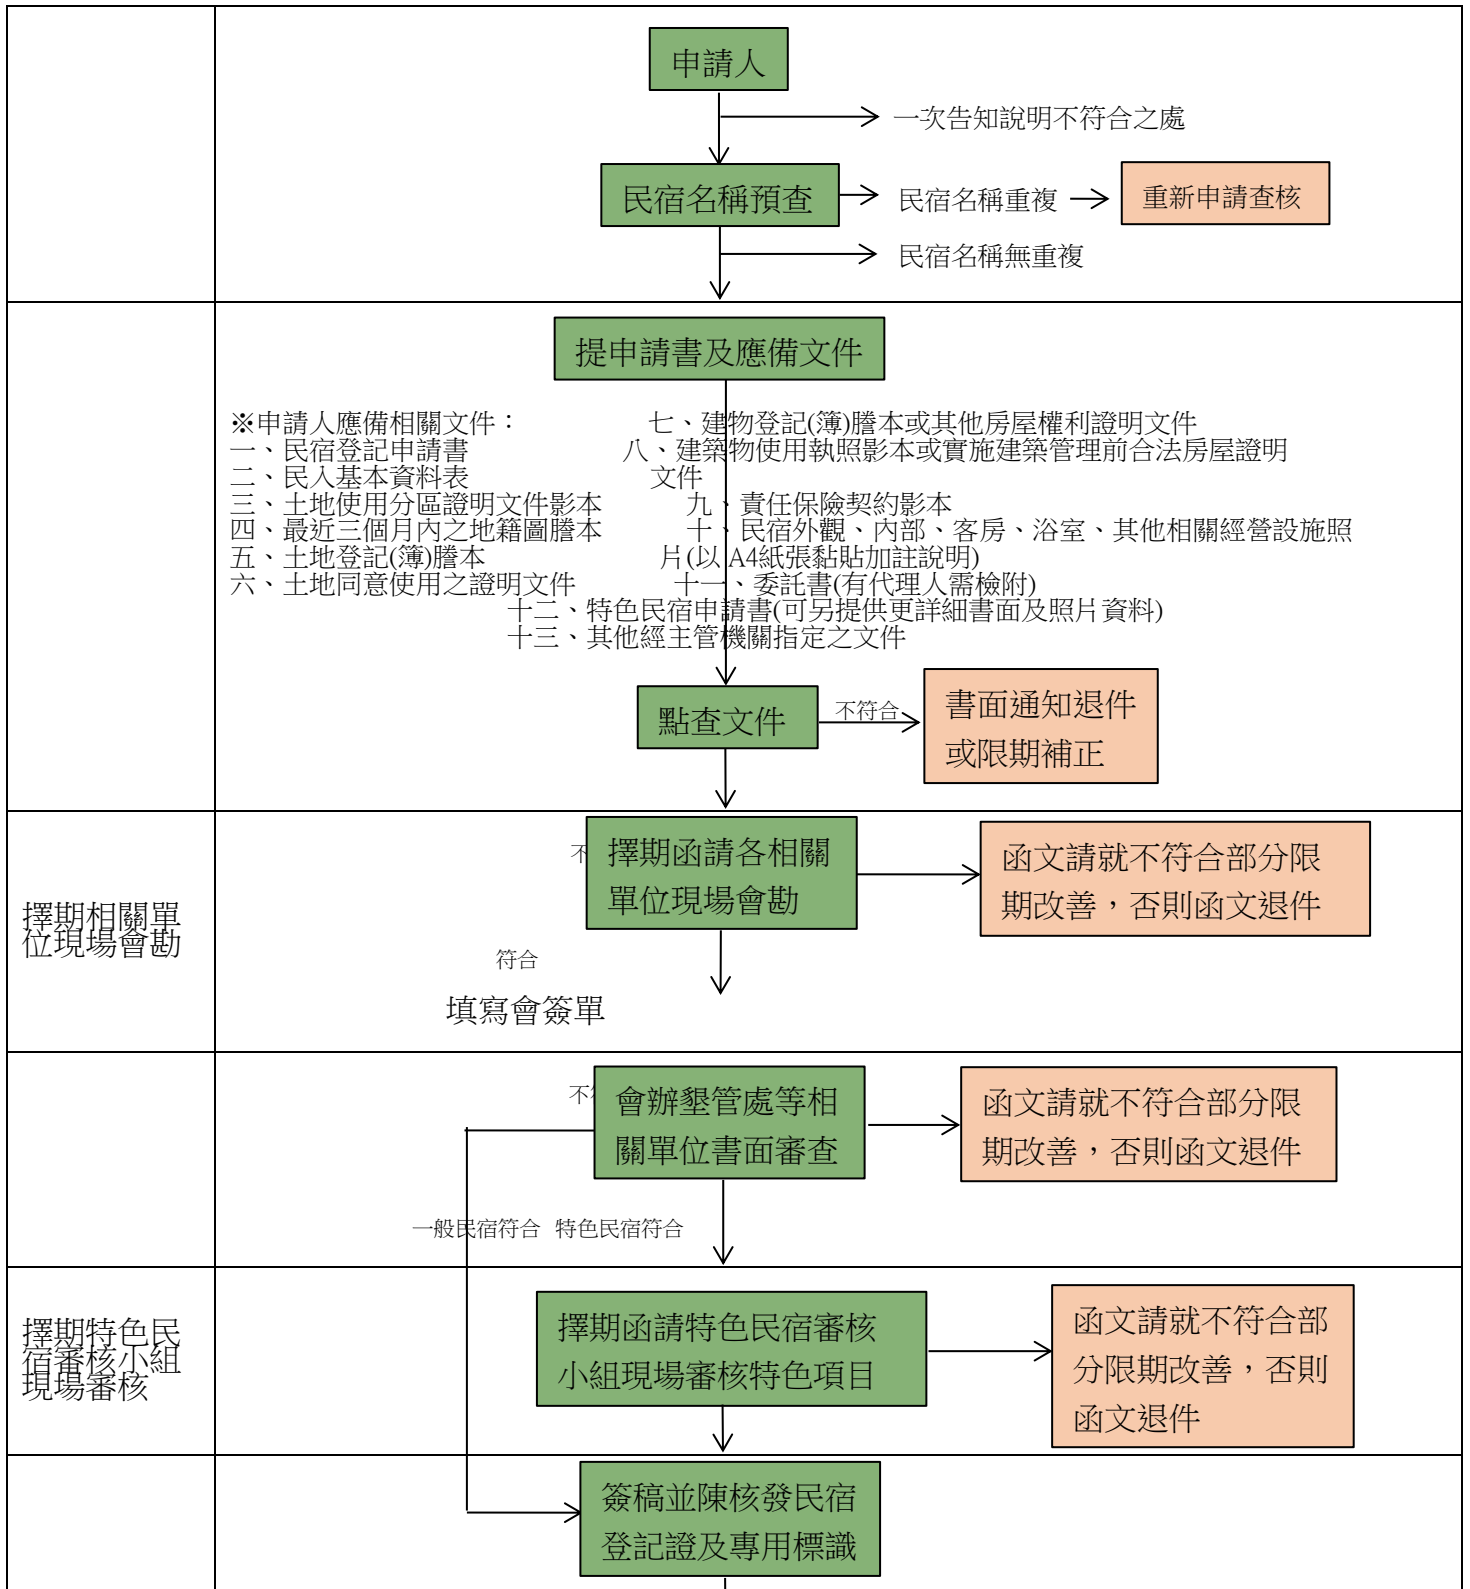 申請人
一次告知說明不符合之處
民宿名稱預查
民宿名稱重複
重新申請查核
民宿名稱無重複
提申請書及應備文件
※申請人應備相關文件：
一、民宿登記申請書
二、民入基本資料表
三、土地使用分區證明文件影本
四、最近三個月內之地籍圖謄本
五、土地登記(簿)謄本
六、土地同意使用之證明文件
七、建物登記(簿)謄本或其他房屋權利證明文件
八、建築物使用執照影本或實施建築管理前合法房屋證明
文件
九、責任保險契約影本
十、民宿外觀、內部、客房、浴室、其他相關經營設施照
片(以 A4紙張黏貼加註說明)
十一、委託書(有代理人需檢附)
十二、特色民宿申請書(可另提供更詳細書面及照片資料)
十三、其他經主管機關指定之文件
點查文件
不符合
書面通知退件
或限期補正
擇期相關單
位現場會勘
不
擇期函請各相關
單位現場會勘
函文請就不符合部分限
期改善，否則函文退件
符合
填寫會簽單
不
會辦墾管處等相
關單位書面審查
函文請就不符合部分限
期改善，否則函文退件
一般民宿符合 特色民宿符合
擇期特色民
宿審核小組
現場審核
擇期函請特色民宿審核
小組現場審核特色項目
函文請就不符合部
分限期改善，否則
函文退件
簽稿並陳核發民宿
登記證及專用標識